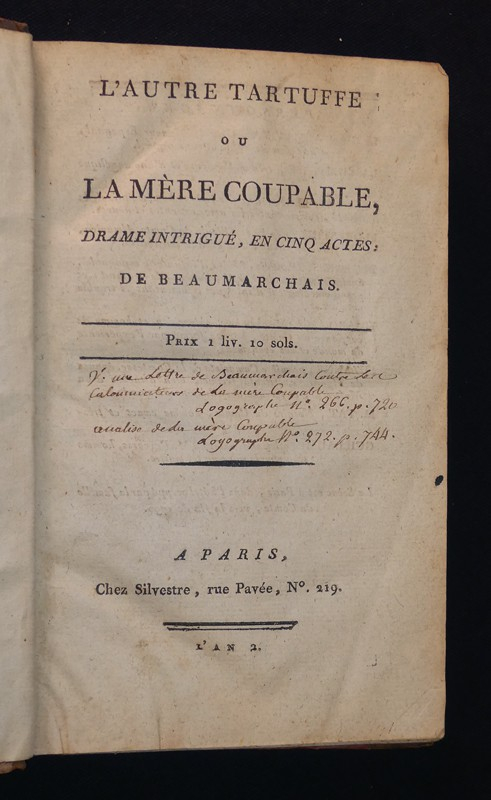 L'AUTRE TARTUFFE
OU
LA MÈRE COUPABLE,
DRAME INTRIGUÉ, EN CINQ ACTES:
DE BEAUMARCHAIS.
PRIX 1 liv. 10 sols.
V. une Lettre de Beaumarchais Contre les
Calomniateurs de La mère Coupable
Logographe N°. 266. p. 720
analise de la mère Coupable
Logographe N°. 272. p. 744.
A PARIS,
Chez Silvestre, rue Pavée, N°. 219.
L'AN 2.